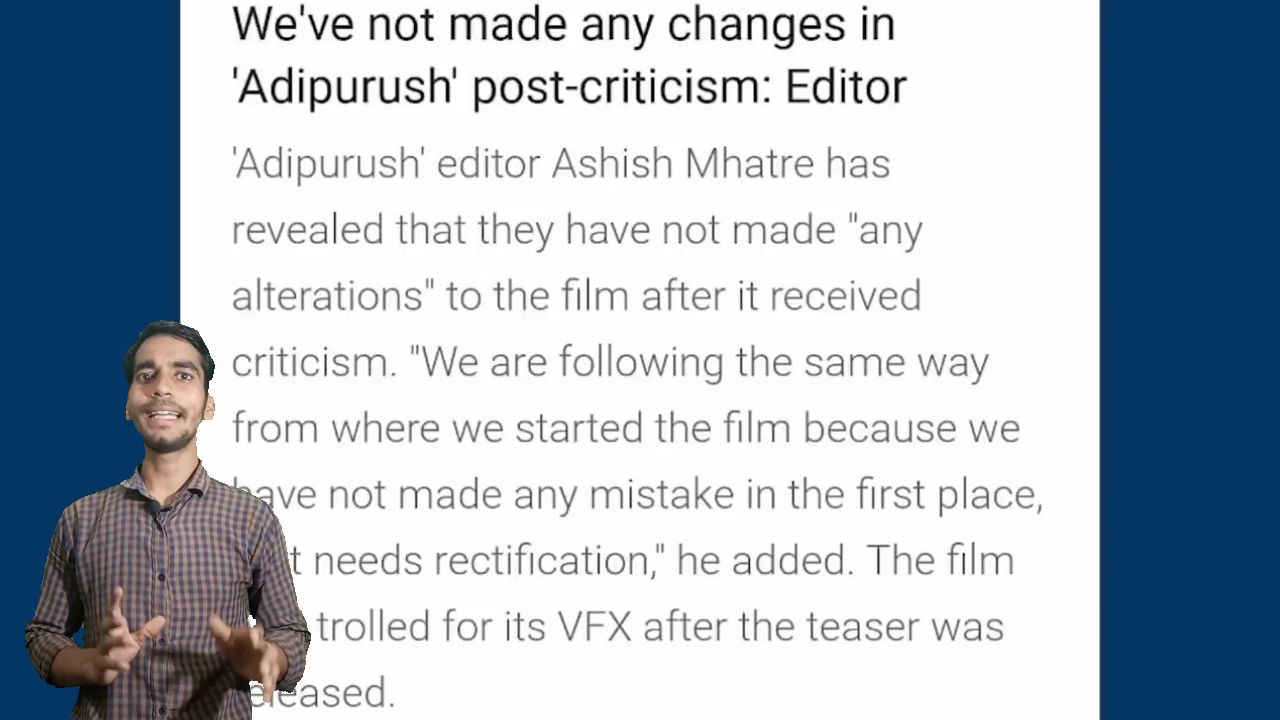 We've not made any changes in
'Adipurush' post-criticism: Editor
'Adipurush' editor Ashish Mhatre has
revealed that they have not made "any
alterations" to the film after it received
criticism. "We are following the same way
from where we started the film because we
have not made any mistake in the first place,
needs rectification," he added. The film
trolled for its VFX after the teaser was
released.